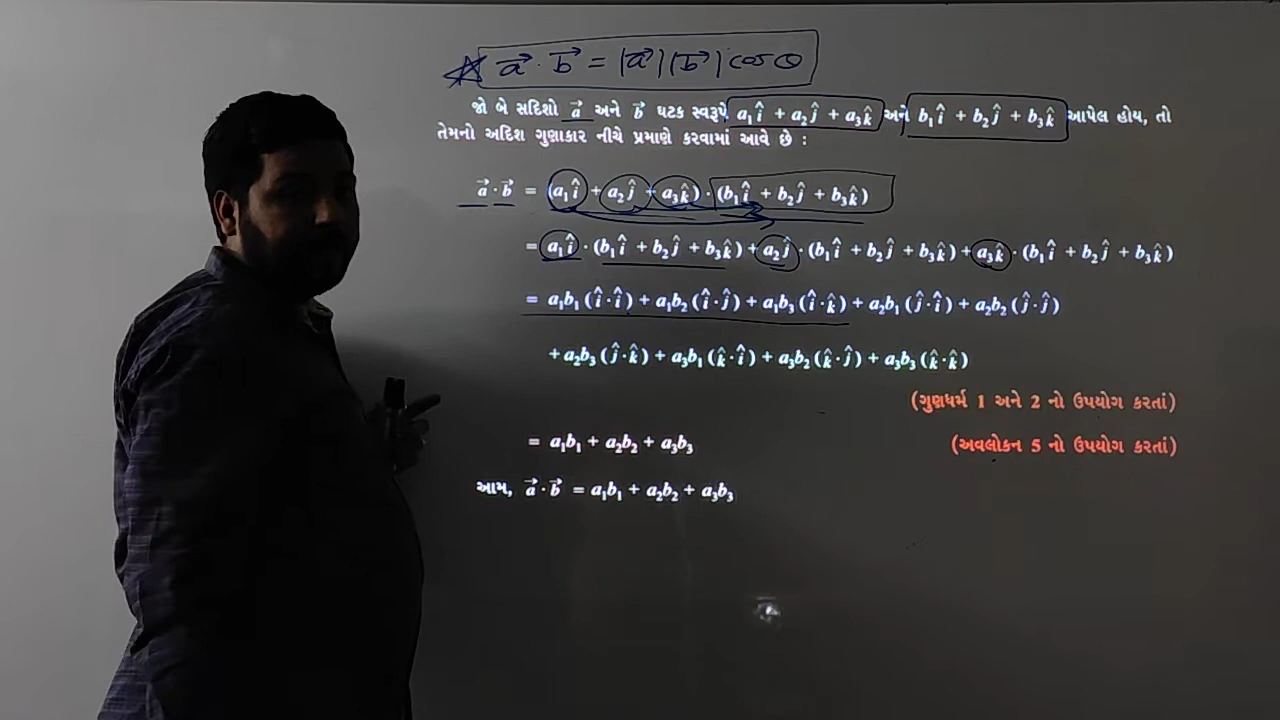 ☆ a⃗ · b⃗ = |a⃗| |b⃗| cos θ
જો બે સદિશો a⃗ અને b⃗ ઘટક સ્વરૂપે a₁î + a₂ĵ + a₃k̂ અને b₁î + b₂ĵ + b₃k̂ આપેલ હોય, તો
તેમનો અદિશ ગુણાકાર નીચે પ્રમાણે કરવામાં આવે છે :
a⃗ · b⃗ = (a₁î + a₂ĵ + a₃k̂) · (b₁î + b₂ĵ + b₃k̂)
= a₁î · (b₁î + b₂ĵ + b₃k̂) + a₂ĵ · (b₁î + b₂ĵ + b₃k̂) + a₃k̂ · (b₁î + b₂ĵ + b₃k̂)
= a₁b₁ (î · î) + a₁b₂ (î · ĵ) + a₁b₃ (î · k̂) + a₂b₁ (ĵ · î) + a₂b₂ (ĵ · ĵ)
+ a₂b₃ (ĵ · k̂) + a₃b₁ (k̂ · î) + a₃b₂ (k̂ · ĵ) + a₃b₃ (k̂ · k̂)
(ગુણધર્મ 1 અને 2 નો ઉપયોગ કરતાં)
= a₁b₁ + a₂b₂ + a₃b₃ (અવલોકન 5 નો ઉપયોગ કરતાં)
આમ, a⃗ · b⃗ = a₁b₁ + a₂b₂ + a₃b₃